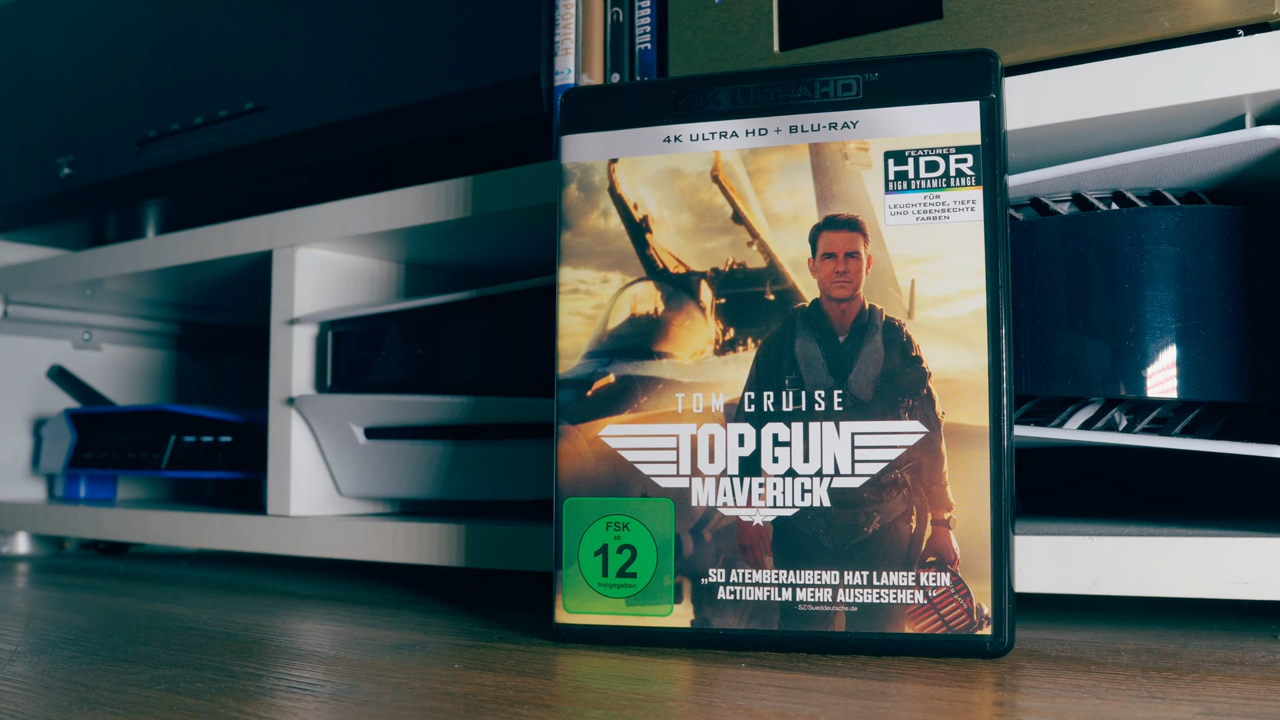 PRAGUE
4K ULTRA HD™
4K ULTRA HD + BLU-RAY
FEATURES
HDR
HIGH DYNAMIC RANGE
FÜR
LEUCHTENDE, TIEFE
UND LEBENSECHTE
FARBEN
TOM CRUISE
TOP GUN
MAVERICK
FSK
ab
12
freigegeben
„SO ATEMBERAUBEND HAT LANGE KEIN
ACTIONFILM MEHR AUSGESEHEN.“
- SZ/Sueddeutsche.de